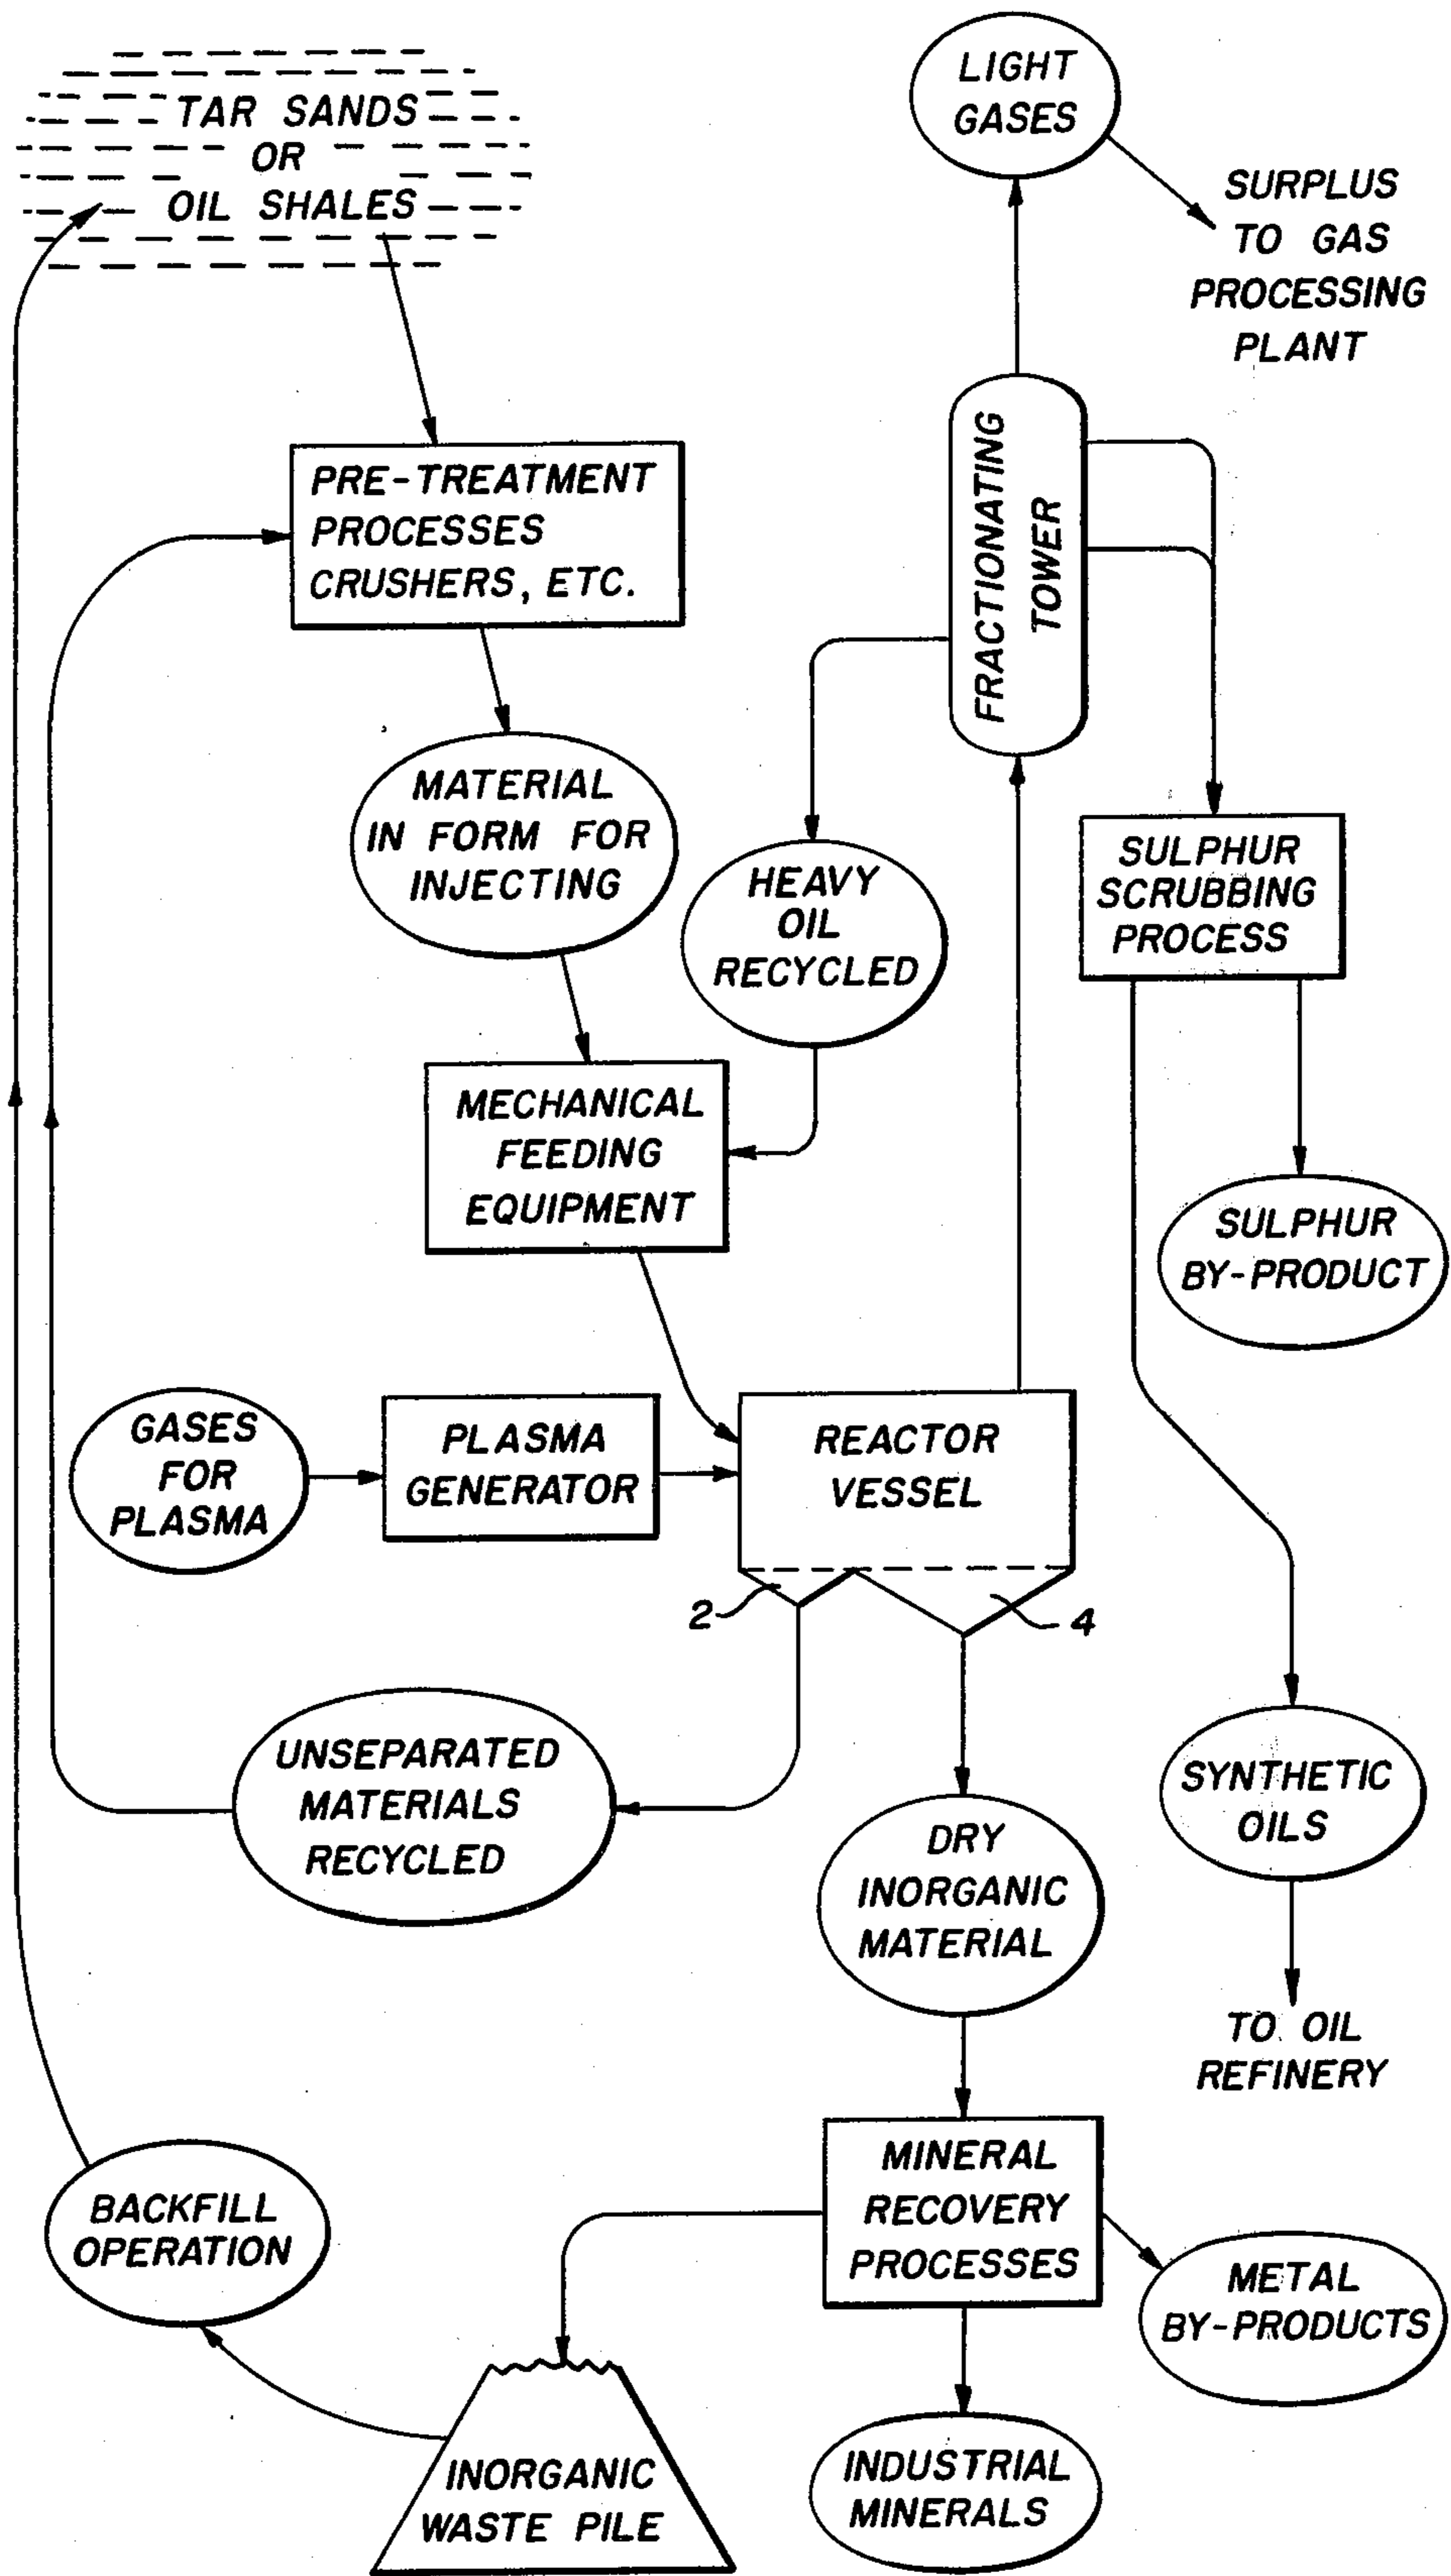 TAR SANDS
OR
OIL SHALES
LIGHT
GASES
SURPLUS
TO GAS
PROCESSING
PLANT
FRACTIONATING
TOWER
PRE-TREATMENT
PROCESSES
CRUSHERS, ETC.
MATERIAL
IN FORM FOR
INJECTING
HEAVY
OIL
RECYCLED
SULPHUR
SCRUBBING
PROCESS
MECHANICAL
FEEDING
EQUIPMENT
SULPHUR
BY-PRODUCT
GASES
FOR
PLASMA
PLASMA
GENERATOR
REACTOR
VESSEL
2
4
UNSEPARATED
MATERIALS
RECYCLED
DRY
INORGANIC
MATERIAL
SYNTHETIC
OILS
TO OIL
REFINERY
MINERAL
RECOVERY
PROCESSES
BACKFILL
OPERATION
METAL
BY-PRODUCTS
INORGANIC
WASTE PILE
INDUSTRIAL
MINERALS